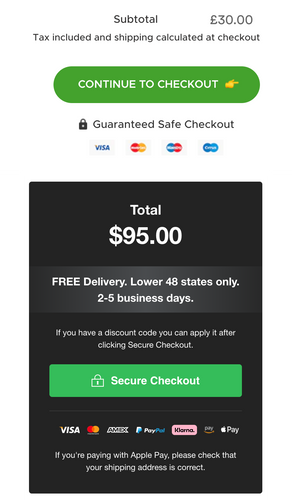 Subtotal £30.00
Tax included and shipping calculated at checkout
CONTINUE TO CHECKOUT 👉
Guaranteed Safe Checkout
VISA
Total
$95.00
FREE Delivery. Lower 48 states only.
2-5 business days.
If you have a discount code you can apply it after
clicking Secure Checkout.
Secure Checkout
VISA AMEX PayPal Klarna. pay Pay
If you're paying with Apple Pay, please check that
your shipping address is correct.